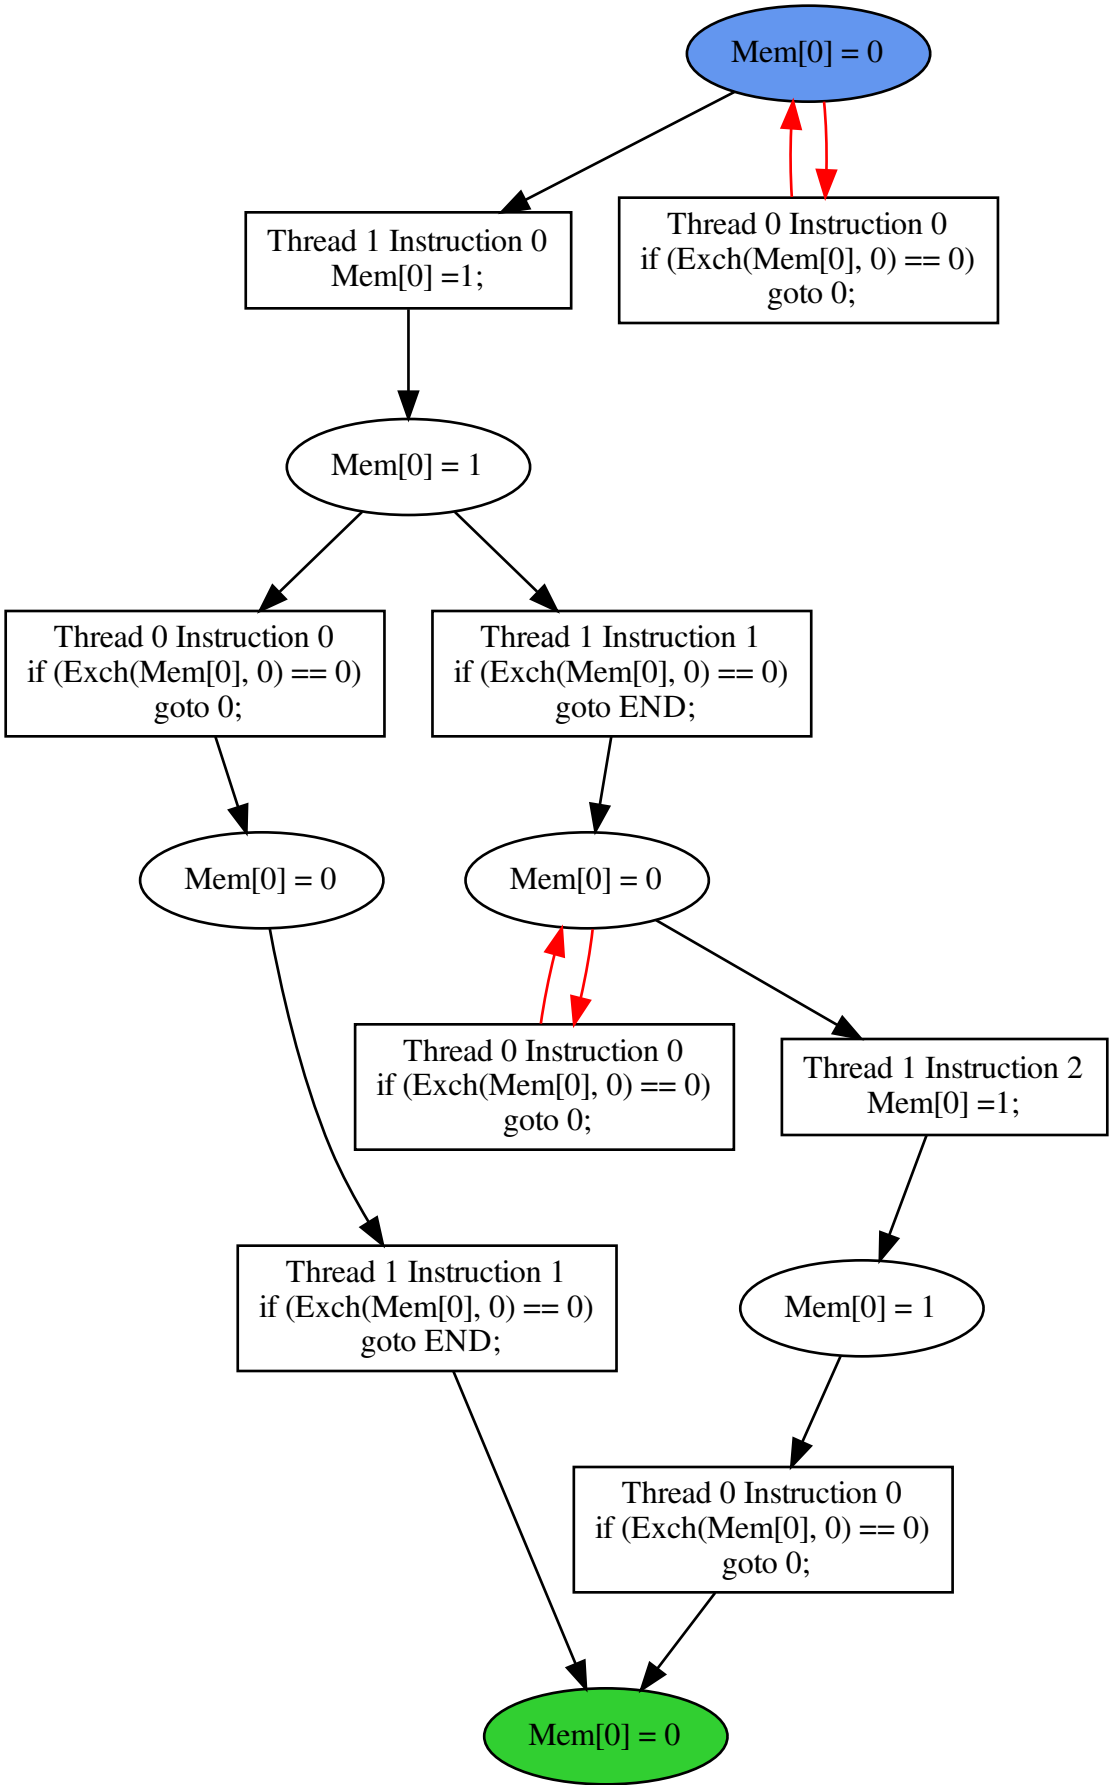 Mem[0] = 0
Thread 1 Instruction 0
Mem[0] =1;
Thread 0 Instruction 0
if (Exch(Mem[0], 0) == 0)
goto 0;
Mem[0] = 1
Thread 0 Instruction 0
if (Exch(Mem[0], 0) == 0)
goto 0;
Thread 1 Instruction 1
if (Exch(Mem[0], 0) == 0)
goto END;
Mem[0] = 0
Mem[0] = 0
Thread 0 Instruction 0
if (Exch(Mem[0], 0) == 0)
goto 0;
Thread 1 Instruction 2
Mem[0] =1;
Thread 1 Instruction 1
if (Exch(Mem[0], 0) == 0)
goto END;
Mem[0] = 1
Thread 0 Instruction 0
if (Exch(Mem[0], 0) == 0)
goto 0;
Mem[0] = 0